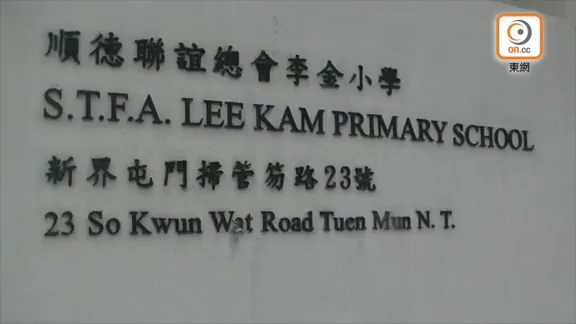 順德聯誼總會李金小學
S.T.F.A. LEE KAM PRIMARY SCHOOL
新界屯門掃管笏路23號
23 So Kwun Wat Road Tuen Mun N. T.
on.cc
東網